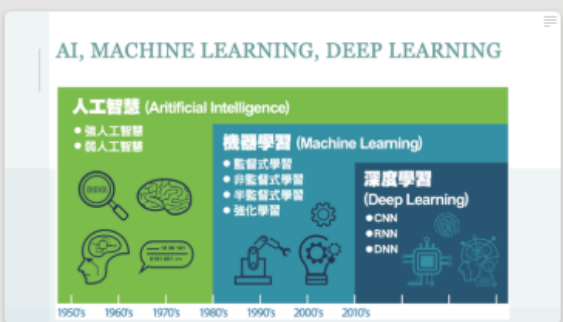 AI, MACHINE LEARNING, DEEP LEARNING
人工智慧 (Aritificial Intelligence)
● 強人工智慧
● 弱人工智慧
機器學習 (Machine Learning)
● 監督式學習
● 非監督式學習
● 半監督式學習
● 強化學習
深度學習
(Deep Learning)
●CNN
●RNN
●DNN
1950's 1960's 1970's 1980's 1990's 2000's 2010's